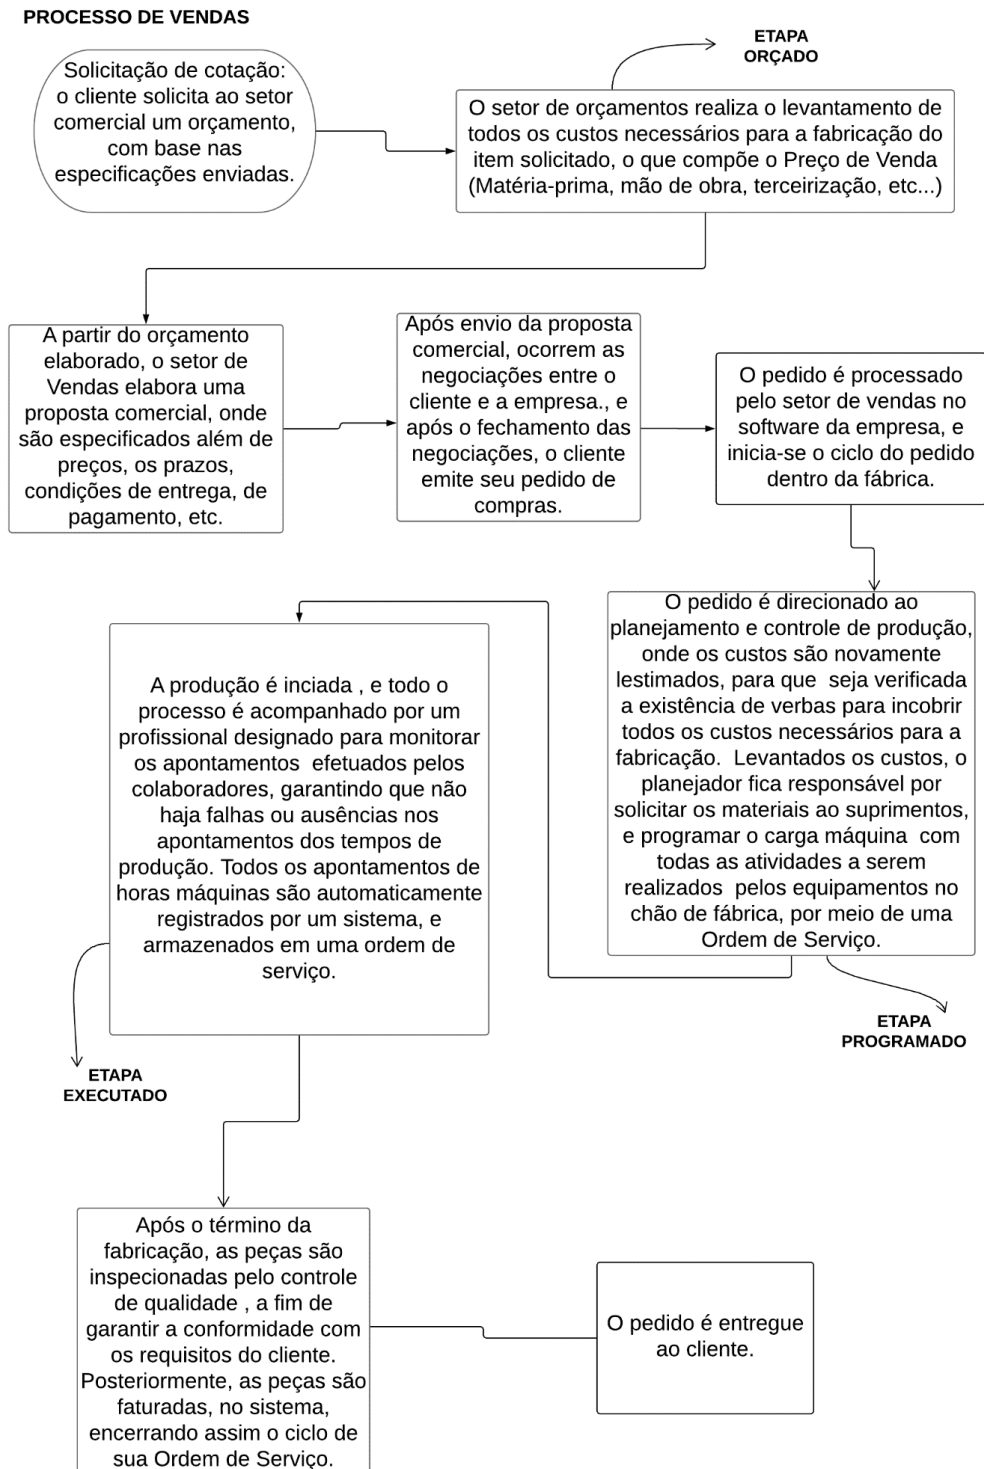 PROCESSO DE VENDAS
Solicitação de cotação:
o cliente solicita ao setor
comercial um orçamento,
com base nas
especificações enviadas.
ETAPA
ORÇADO
O setor de orçamentos realiza o levantamento de
todos os custos necessários para a fabricação do
item solicitado, o que compõe o Preço de Venda
(Matéria-prima, mão de obra, terceirização, etc...)
A partir do orçamento
elaborado, o setor de
Vendas elabora uma
proposta comercial, onde
são especificados além de
preços, os prazos,
condições de entrega, de
pagamento, etc.
Após envio da proposta
comercial, ocorrem as
negociações entre o
cliente e a empresa., e
após o fechamento das
negociações, o cliente
emite seu pedido de
compras.
O pedido é processado
pelo setor de vendas no
software da empresa, e
inicia-se o ciclo do pedido
dentro da fábrica.
O pedido é direcionado ao
planejamento e controle de produção,
onde os custos são novamente
lestimados, para que  seja verificada
a existência de verbas para incobrir
todos os custos necessários para a
fabricação.  Levantados os custos, o
planejador fica responsável por
solicitar os materiais ao suprimentos,
e programar o carga máquina  com
todas as atividades a serem
realizados  pelos equipamentos no
chão de fábrica, por meio de uma
Ordem de Serviço.
ETAPA
PROGRAMADO
A produção é inciada , e todo o
processo é acompanhado por um
profissional designado para monitorar
os apontamentos  efetuados pelos
colaboradores, garantindo que não
haja falhas ou ausências nos
apontamentos dos tempos de
produção. Todos os apontamentos de
horas máquinas são automaticamente
registrados por um sistema, e
armazenados em uma ordem de
serviço.
ETAPA
EXECUTADO
Após o término da
fabricação, as peças são
inspecionadas pelo controle
de qualidade , a fim de
garantir a conformidade com
os requisitos do cliente.
Posteriormente, as peças são
faturadas, no sistema,
encerrando assim o ciclo de
sua Ordem de Serviço.
O pedido é entregue
ao cliente.